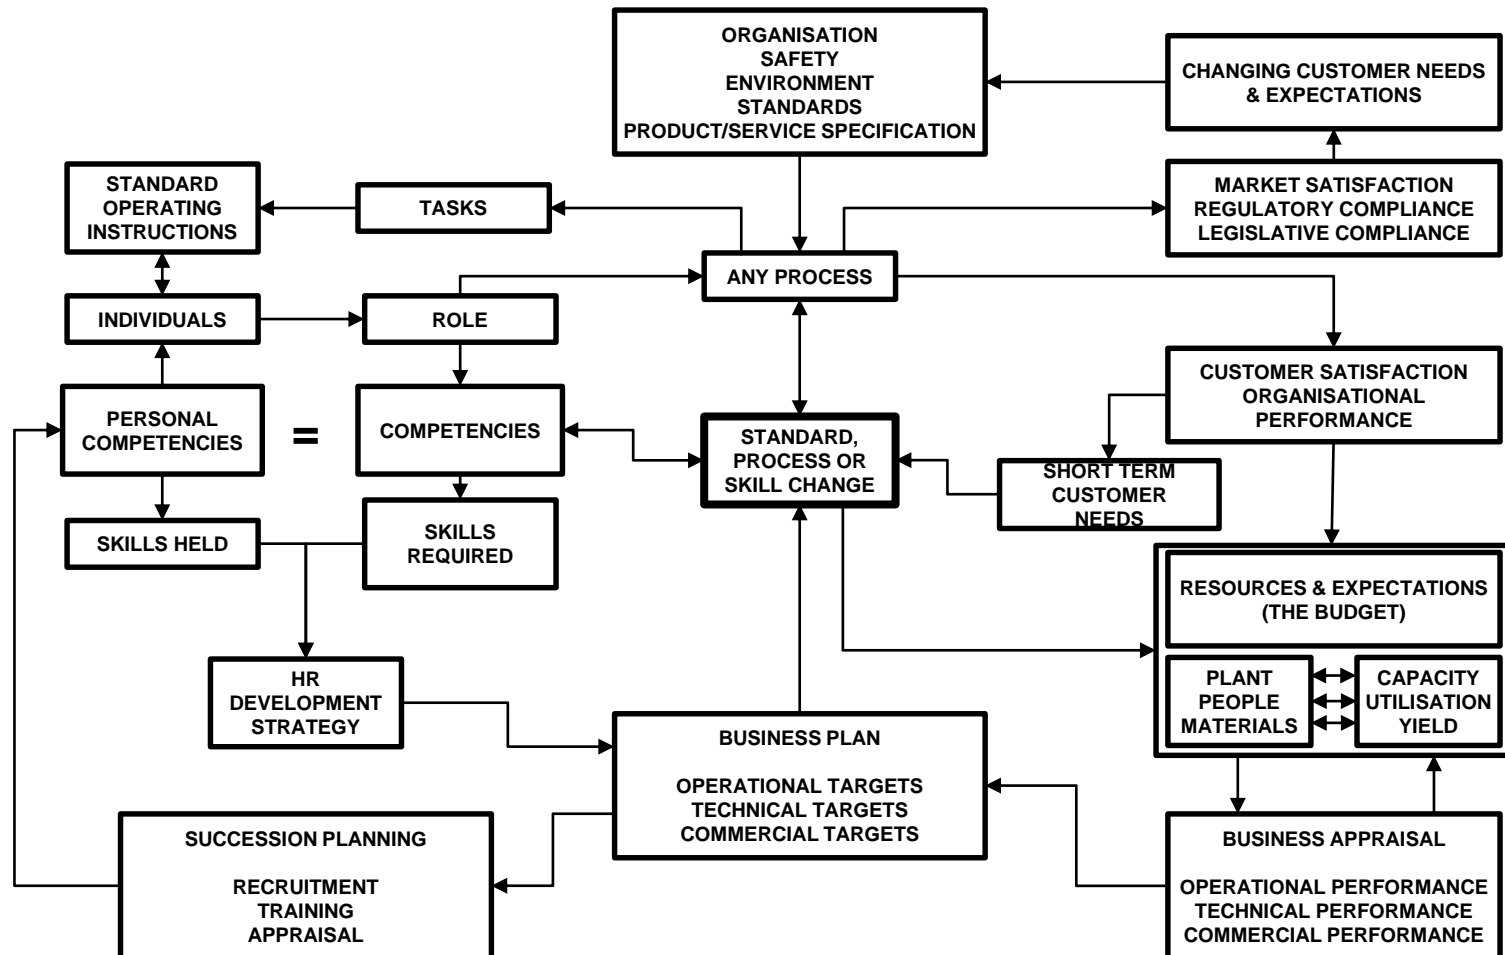 ORGANISATION
SAFETY
ENVIRONMENT
STANDARDS
PRODUCT/SERVICE SPECIFICATION
CHANGING CUSTOMER NEEDS
& EXPECTATIONS
STANDARD
OPERATING
INSTRUCTIONS
TASKS
MARKET SATISFACTION
REGULATORY COMPLIANCE
LEGISLATIVE COMPLIANCE
ANY PROCESS
INDIVIDUALS
ROLE
CUSTOMER SATISFACTION
ORGANISATIONAL
PERFORMANCE
PERSONAL
COMPETENCIES
=
COMPETENCIES
STANDARD,
PROCESS OR
SKILL CHANGE
SHORT TERM
CUSTOMER
NEEDS
SKILLS HELD
SKILLS
REQUIRED
RESOURCES & EXPECTATIONS
(THE BUDGET)
HR
DEVELOPMENT
STRATEGY
PLANT
PEOPLE
MATERIALS
CAPACITY
UTILISATION
YIELD
BUSINESS PLAN
OPERATIONAL TARGETS
TECHNICAL TARGETS
COMMERCIAL TARGETS
SUCCESSION PLANNING
RECRUITMENT
TRAINING
APPRAISAL
BUSINESS APPRAISAL
OPERATIONAL PERFORMANCE
TECHNICAL PERFORMANCE
COMMERCIAL PERFORMANCE